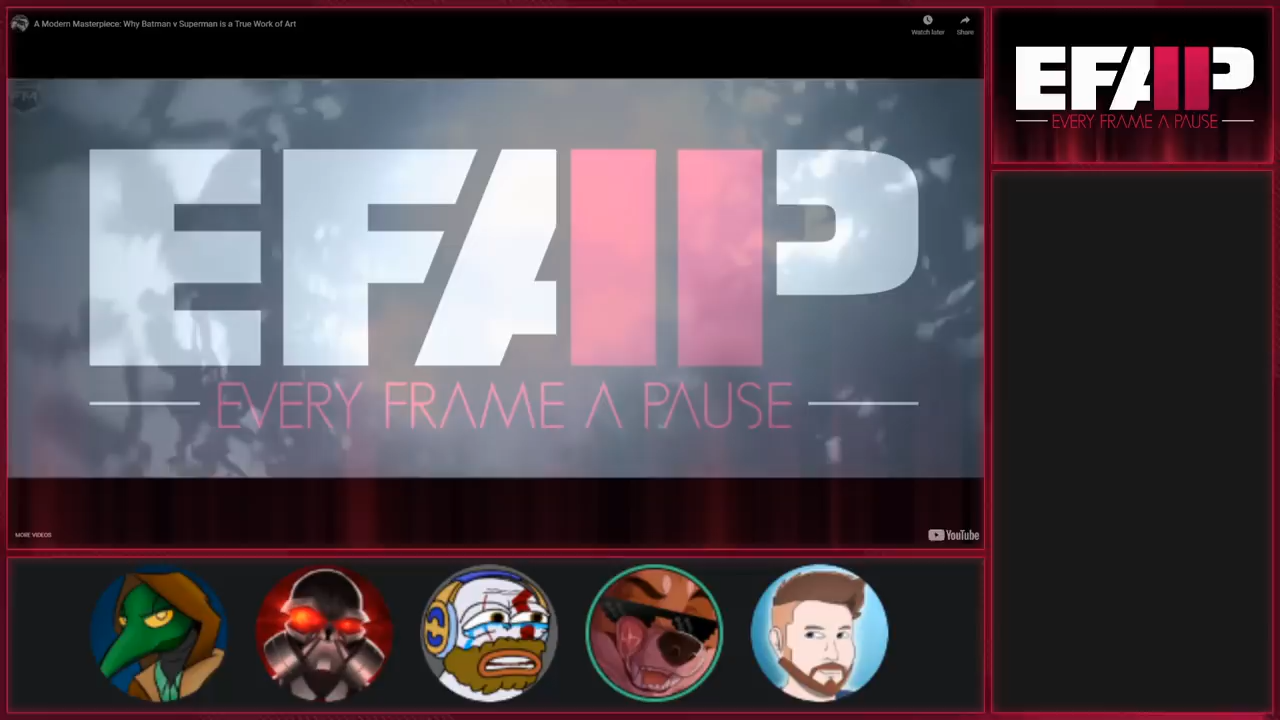 A Modern Masterpiece: Why Batman v Superman is a True Work of Art
Watch later
Share
EFAP
EVERY FRAME A PAUSE
MORE VIDEOS
YouTube
EFAP
EVERY FRAME A PAUSE